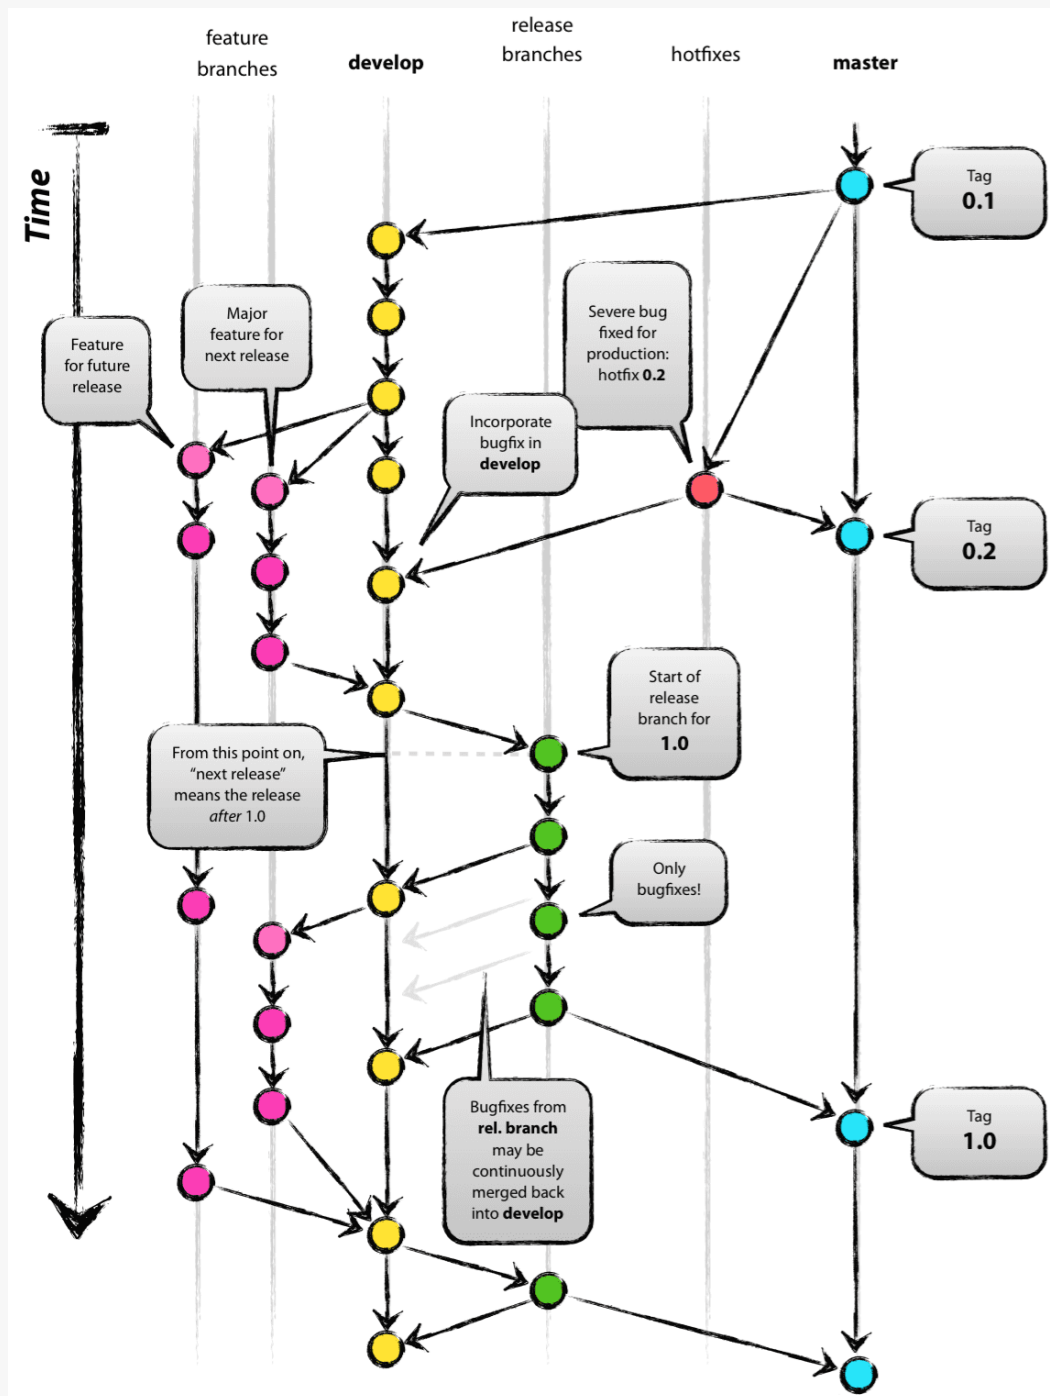 feature
branches
develop
release
branches
hotfixes
master
Time
Tag
0.1
Major
feature for
next release
Feature
for future
release
Severe bug
fixed for
production:
hotfix 0.2
Incorporate
bugfix in
develop
Tag
0.2
Start of
release
branch for
1.0
From this point on,
“next release”
means the release
after 1.0
Only
bugfixes!
Bugfixes from
rel. branch
may be
continuously
merged back
into develop
Tag
1.0